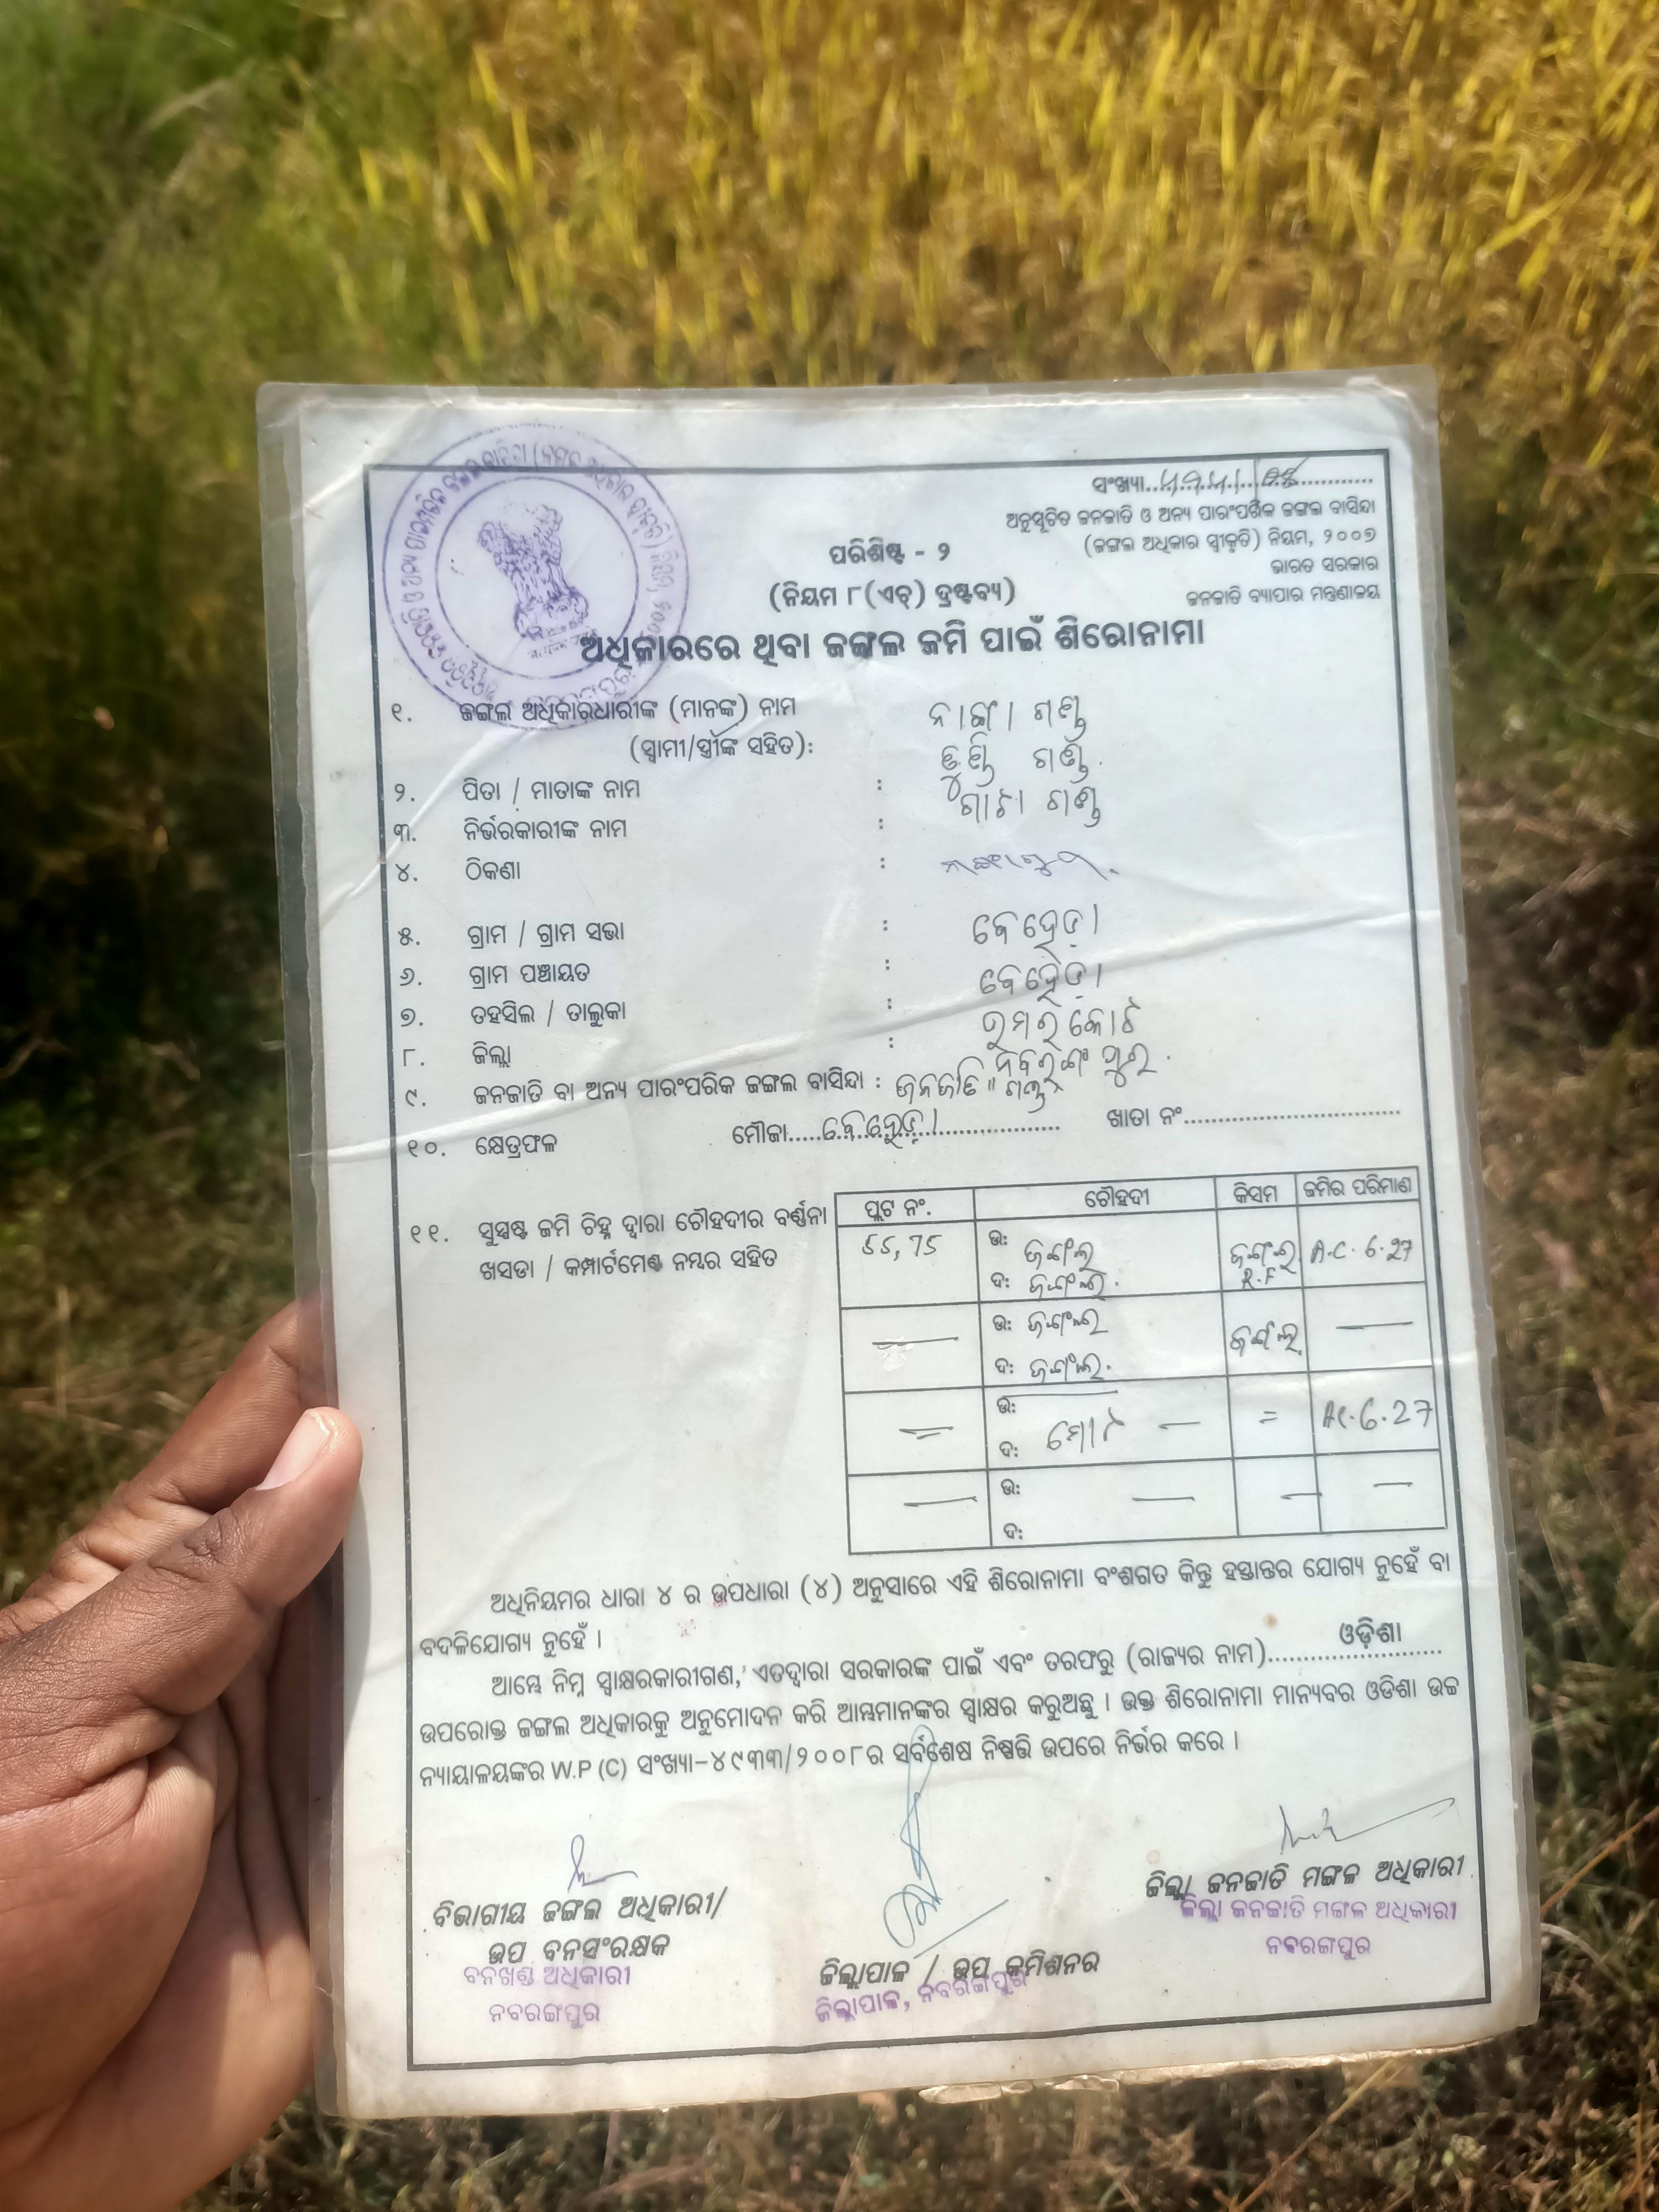 ସଂଖ୍ୟା
ଅନୁସୂଚିତ ଜନଜାତି ଓ ଅନ୍ୟ ପାରଂପରିକ ଜଙ୍ଗଲ ବାସିନ୍ଦା
(ଜଙ୍ଗଲ ଅଧିକାର ସ୍ୱୀକୃତି) ନିୟମ, ୨୦୦୭
ଭାରତ ସରକାର
ଜନଜାତି ବ୍ୟାପାର ମନ୍ତ୍ରଣାଳୟ
ପରିଶିଷ୍ଟ - ୨
(ନିୟମ ୮(ଏଚ୍) ଦ୍ରଷ୍ଟବ୍ୟ)
ଅଧିକାରରେ ଥିବା ଜଙ୍ଗଲ ଜମି ପାଇଁ ଶିରୋନାମା
୧. ଜଙ୍ଗଲ ଅଧିକାରଧାରୀଙ୍କ (ମାନଙ୍କ) ନାମ ଗଣ୍ଡ
(ସ୍ୱାମୀ/ସ୍ତ୍ରୀଙ୍କ ସହିତ): ଗଣ୍ଡ
୨. ପିତା / ମାତାଙ୍କ ନାମ : ଗଣ୍ଡ
୩. ନିର୍ଭରକାରୀଙ୍କ ନାମ :
୪. ଠିକଣା :
୫. ଗ୍ରାମ / ଗ୍ରାମ ସଭା : ବେହେଡ଼ା
୬. ଗ୍ରାମ ପଞ୍ଚାୟତ : ବେହେଡ଼ା
୭. ତହସିଲ / ତାଲୁକା : ଉମରକୋଟ
୮. ଜିଲ୍ଲା : ନବରଂଗପୁର
୯. ଜନଜାତି ବା ଅନ୍ୟ ପାରଂପରିକ ଜଙ୍ଗଲ ବାସିନ୍ଦା : ଜନଜାତି "ଗଣ୍ଡ"
୧୦. କ୍ଷେତ୍ରଫଳ ମୌଜା ବେହେଡ଼ା ଖାତା ନଂ
୧୧. ସୁସ୍ପଷ୍ଟ ଜମି ଚିହ୍ନ ଦ୍ୱାରା ଚୌହଦୀର ବର୍ଣ୍ଣନା
ଖସଡା / କମ୍ପାର୍ଟମେଣ୍ଟ ନମ୍ବର ସହିତ
ପ୍ଲଟ ନଂ. ଚୌହଦୀ କିସମ ଜମିର ପରିମାଣ
55, 75 ଉ: ଜଙ୍ଗଲ ଜଙ୍ଗଲ A.C. 6.27
ଦ: ଜଙ୍ଗଲ. R.F
ଉ: ଜଙ୍ଗଲ ଜଙ୍ଗଲ.
ଦ: ଜଙ୍ଗଲ.
ଉ: ମୋଟ — = AC. 6.27
ଦ:
ଉ:
ଦ:
ଅଧିନିୟମର ଧାରା ୪ ର ଉପଧାରା (୪) ଅନୁସାରେ ଏହି ଶିରୋନାମା ବଂଶଗତ କିନ୍ତୁ ହସ୍ତାନ୍ତର ଯୋଗ୍ୟ ନୁହେଁ ବା
ବଦଳିଯୋଗ୍ୟ ନୁହେଁ ।
ଆମ୍ଭେ ନିମ୍ନ ସ୍ୱାକ୍ଷରକାରୀଗଣ, ଏତଦ୍ୱାରା ସରକାରଙ୍କ ପାଇଁ ଏବଂ ତରଫରୁ (ରାଜ୍ୟର ନାମ) ଓଡ଼ିଶା
ଉପରୋକ୍ତ ଜଙ୍ଗଲ ଅଧିକାରକୁ ଅନୁମୋଦନ କରି ଆମ୍ଭମାନଙ୍କର ସ୍ୱାକ୍ଷର କରୁଅଛୁ । ଉକ୍ତ ଶିରୋନାମା ମାନ୍ୟବର ଓଡିଶା ଉଚ୍ଚ
ନ୍ୟାୟାଳୟଙ୍କର W.P (C) ସଂଖ୍ୟା-୪୯୩୩/୨୦୦୮ର ସର୍ବଶେଷ ନିଷ୍ପତ୍ତି ଉପରେ ନିର୍ଭର କରେ ।
ବିଭାଗୀୟ ଜଙ୍ଗଲ ଅଧିକାରୀ/
ଉପ ବନସଂରକ୍ଷକ
ବନଖଣ୍ଡ ଅଧିକାରୀ
ନବରଙ୍ଗପୁର
ଜିଲ୍ଲାପାଳ / ଉପ କମିଶନର
ଜିଲ୍ଲାପାଳ, ନବରଙ୍ଗପୁର
ଜିଲ୍ଲା ଜନଜାତି ମଙ୍ଗଳ ଅଧିକାରୀ
ଜିଲ୍ଲା ଜନଜାତି ମଙ୍ଗଳ ଅଧିକାରୀ
ନବରଙ୍ଗପୁର